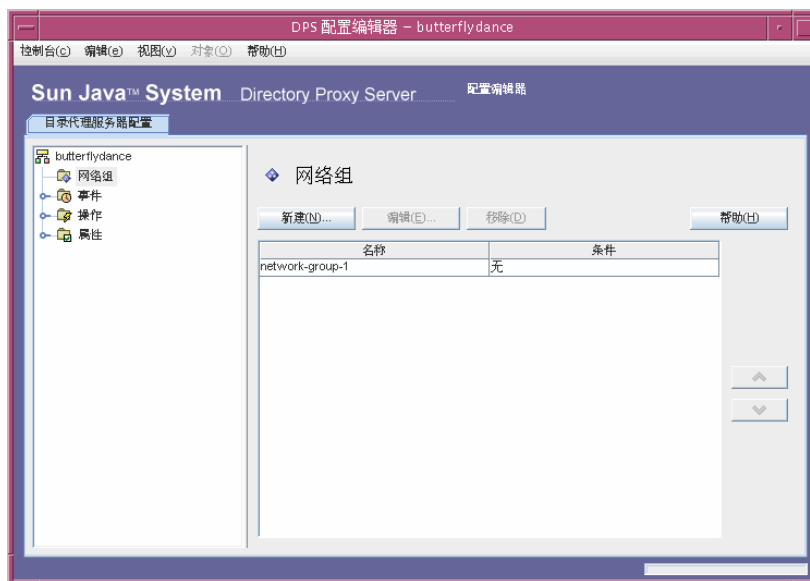 DPS 配置编辑器 – butterflydance
控制台(c) 编辑(e) 视图(v) 对象(O) 帮助(H)
Sun Java™ System Directory Proxy Server 配置编辑器
目录代理服务器配置
butterflydance
网络组
事件
操作
属性
网络组
新建(N)... 编辑(E)... 移除(D) 帮助(H)
名称 条件
network-group-1 无